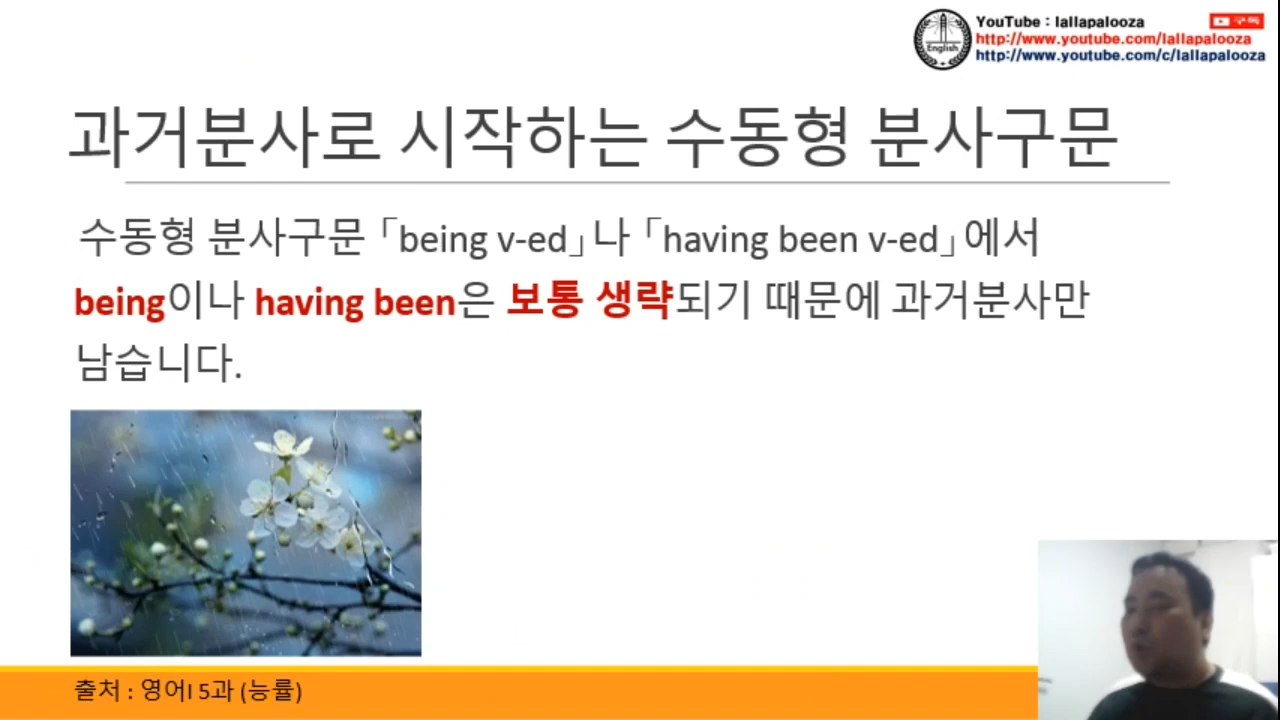 English
YouTube : lallapalooza
구독
http://www.youtube.com/lallapalooza
http://www.youtube.com/c/lallapalooza
과거분사로 시작하는 수동형 분사구문
수동형 분사구문 「being v-ed」나 「having been v-ed」에서
being이나 having been은 보통 생략되기 때문에 과거분사만
남습니다.
출처 : 영어I 5과 (능률)